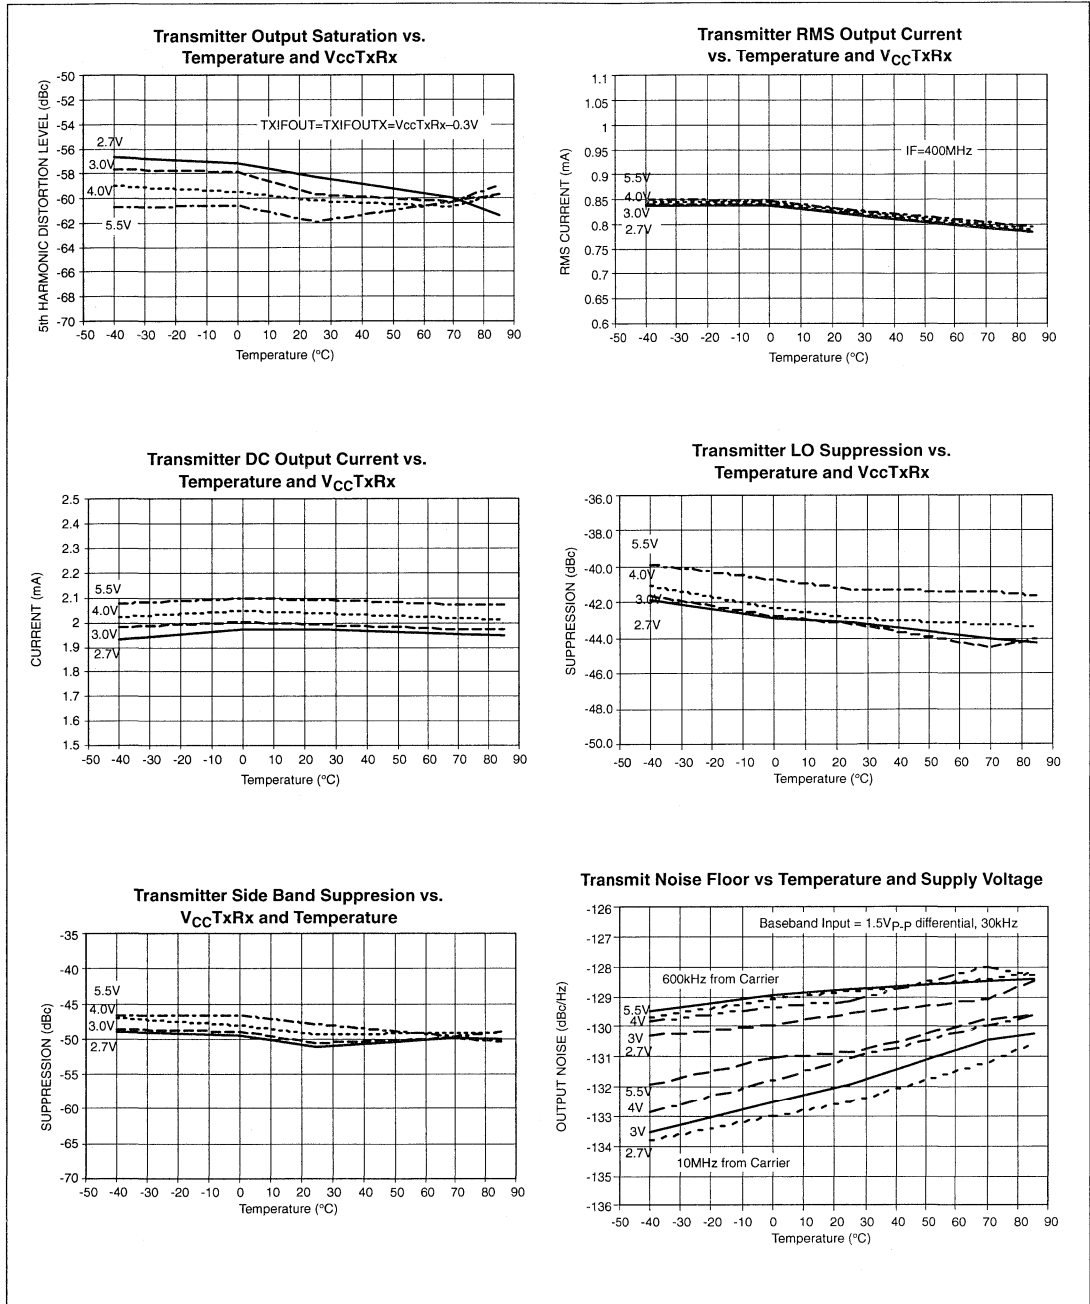 Transmitter Output Saturation vs.
Temperature and VccTxRx
5th HARMONIC DISTORTION LEVEL (dBc)
-50
-52
-54
-56
-58
-60
-62
-64
-66
-68
-70
TXIFOUT=TXIFOUTX=VccTxRx–0.3V
2.7V
3.0V
4.0V
5.5V
-50 -40 -30 -20 -10 0 10 20 30 40 50 60 70 80 90
Temperature (°C)
Transmitter RMS Output Current
vs. Temperature and VCCTxRx
RMS CURRENT (mA)
1.1
1.05
1
0.95
0.9
0.85
0.8
0.7
0.65
0.6
IF=400MHz
5.5V
4.0V
3.0V
2.7V
-50 -40 -30 -20 -10 0 10 20 30 40 50 60 70 80 90
Temperature (°C)
Transmitter DC Output Current vs.
Temperature and VCCTxRx
CURRENT (mA)
2.5
2.4
2.3
2.2
2.1
2
1.9
1.8
1.7
1.6
1.5
5.5V
4.0V
3.0V
2.7V
-50 -40 -30 -20 -10 0 10 20 30 40 50 60 70 80 90
Temperature (°C)
Transmitter LO Suppression vs.
Temperature and VccTxRx
SUPPRESSION (dBc)
-36.0
-38.0
-40.0
-42.0
-44.0
-46.0
-48.0
-50.0
5.5V
4.0V
3.0V
2.7V
-50 -40 -30 -20 -10 0 10 20 30 40 50 60 70 80 90
Temperature (°C)
Transmitter Side Band Suppresion vs.
VCCTxRx and Temperature
SUPPRESSION (dBc)
-35
-40
-45
-50
-55
-60
-65
-70
5.5V
4.0V
3.0V
2.7V
-50 -40 -30 -20 -10 0 10 20 30 40 50 60 70 80 90
Temperature (°C)
Transmit Noise Floor vs Temperature and Supply Voltage
OUTPUT NOISE (dBc/Hz)
-126
-127
-128
-129
-130
-131
-132
-133
-134
-135
-136
Baseband Input = 1.5VP-P differential, 30kHz
600kHz from Carrier
5.5V
4V
3V
2.7V
5.5V
4V
3V
2.7V
10MHz from Carrier
-50 -40 -30 -20 -10 0 10 20 30 40 50 60 70 80 90
Temperature (°C)